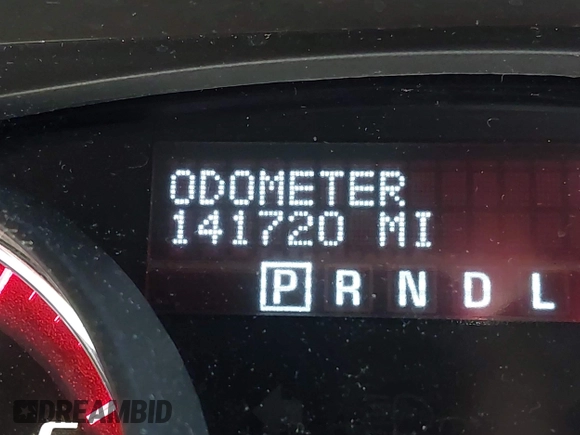 ODOMETER
141720 MI
P R N D L
DREAMBID